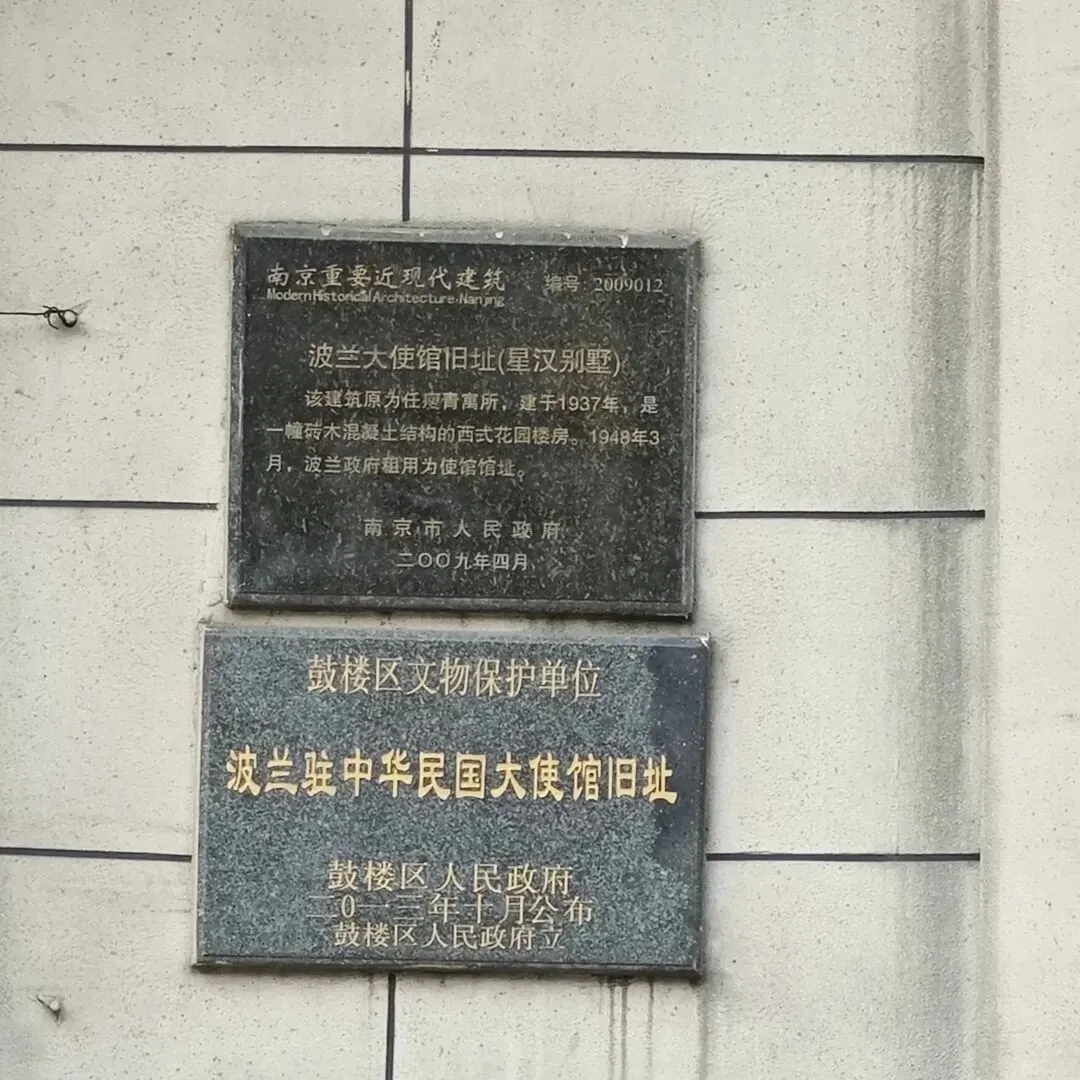 南京重要近现代建筑 编号 2009012
Modern Historical Architecture·Nanjing
波兰大使馆旧址(星汉别墅)
该建筑原为任瘦青寓所，建于1937年，是
一幢砖木混凝土结构的西式花园楼房。1948年3
月，波兰政府租用为使馆馆址。
南京市人民政府
二〇〇九年四月
鼓楼区文物保护单位
波兰驻中华民国大使馆旧址
鼓楼区人民政府
二0一二年十月公布
鼓楼区人民政府立